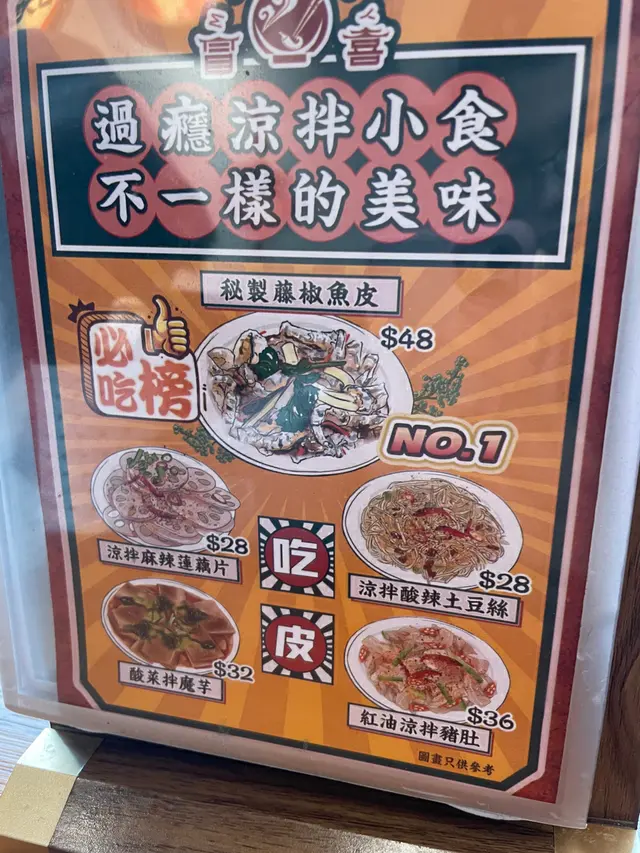 冒 喜
過癮涼拌小食
不一樣的美味
秘製藤椒魚皮
$48
必吃榜
NO.1
$28
涼拌麻辣蓮藕片
$28
涼拌酸辣土豆絲
吃
皮
$32
酸菜拌魔芋
$36
紅油涼拌豬肚
圖畫只供參考